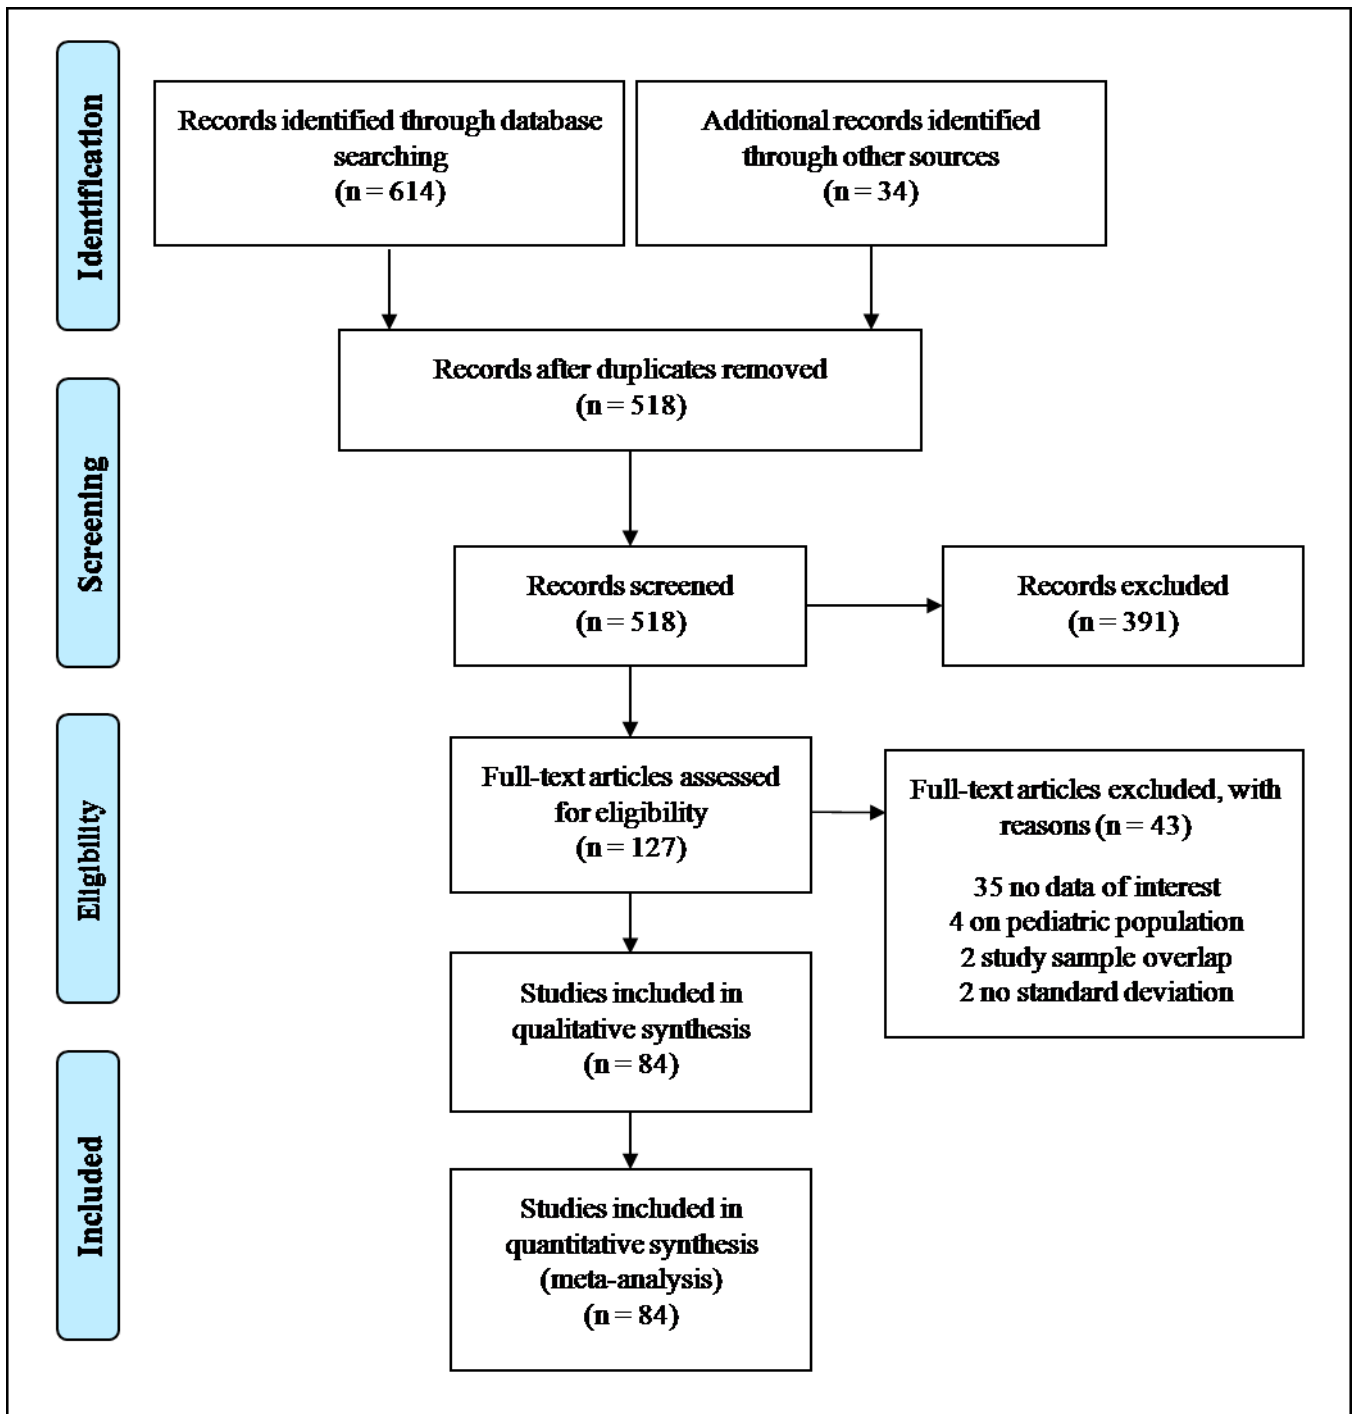 Identification
Records identified through database
searching
(n = 614)
Additional records identified
through other sources
(n = 34)
Records after duplicates removed
(n = 518)
Screening
Records screened
(n = 518)
Records excluded
(n = 391)
Eligibility
Full-text articles assessed
for eligibility
(n = 127)
Full-text articles excluded, with
reasons (n = 43)
35 no data of interest
4 on pediatric population
2 study sample overlap
2 no standard deviation
Studies included in
qualitative synthesis
(n = 84)
Included
Studies included in
quantitative synthesis
(meta-analysis)
(n = 84)